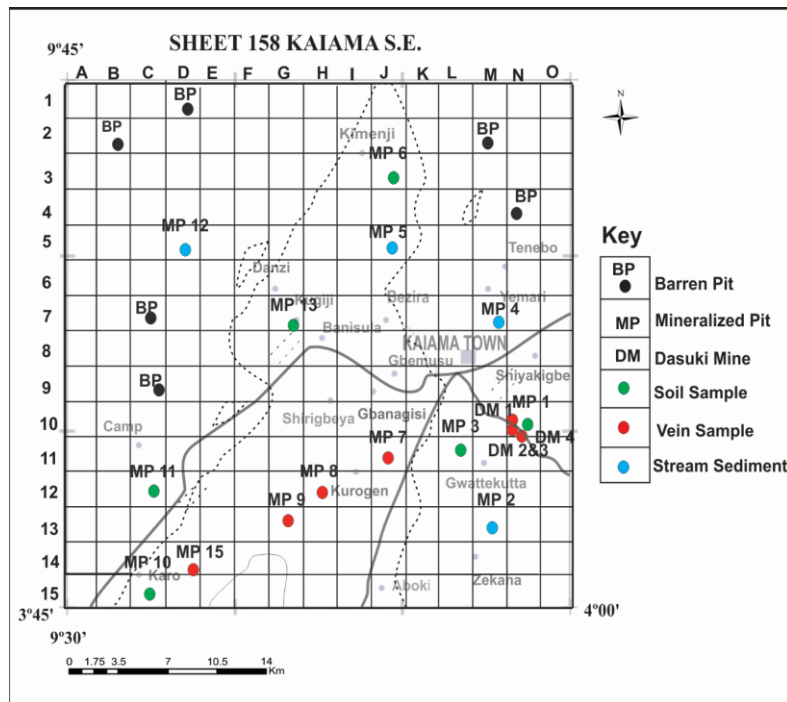 SHEET 158 KAIAMA S.E.
9⁰45’
A B C D E F G H I J K L M N O
1
BP
2
BP
Kimenji
BP
MP 6
3
BP
4
MP 12
MP 5
5
Tenebo
Danzi
6
Kugiji
MP 13
Bezira
Yemari
MP 4
7
Banisula
BP
KAIAMA TOWN
8
Gbemusu
Shiyakigbe
BP
9
Shirigbeya
Gbanagisi
DM 1
MP 1
10
Camp
MP 3
DM 4
DM 2&3
MP 7
11
MP 11
MP 8
Gwattekutta
12
Kurogen
MP 9
MP 2
13
14
MP 10
MP 15
Karo
Zekana
15
Aboki
3⁰45’
4⁰00’
9⁰30’
0 1.75 3.5 7 10.5 14
Km
N
Key
BP
Barren Pit
MP
Mineralized Pit
DM
Dasuki Mine
Soil Sample
Vein Sample
Stream Sediment